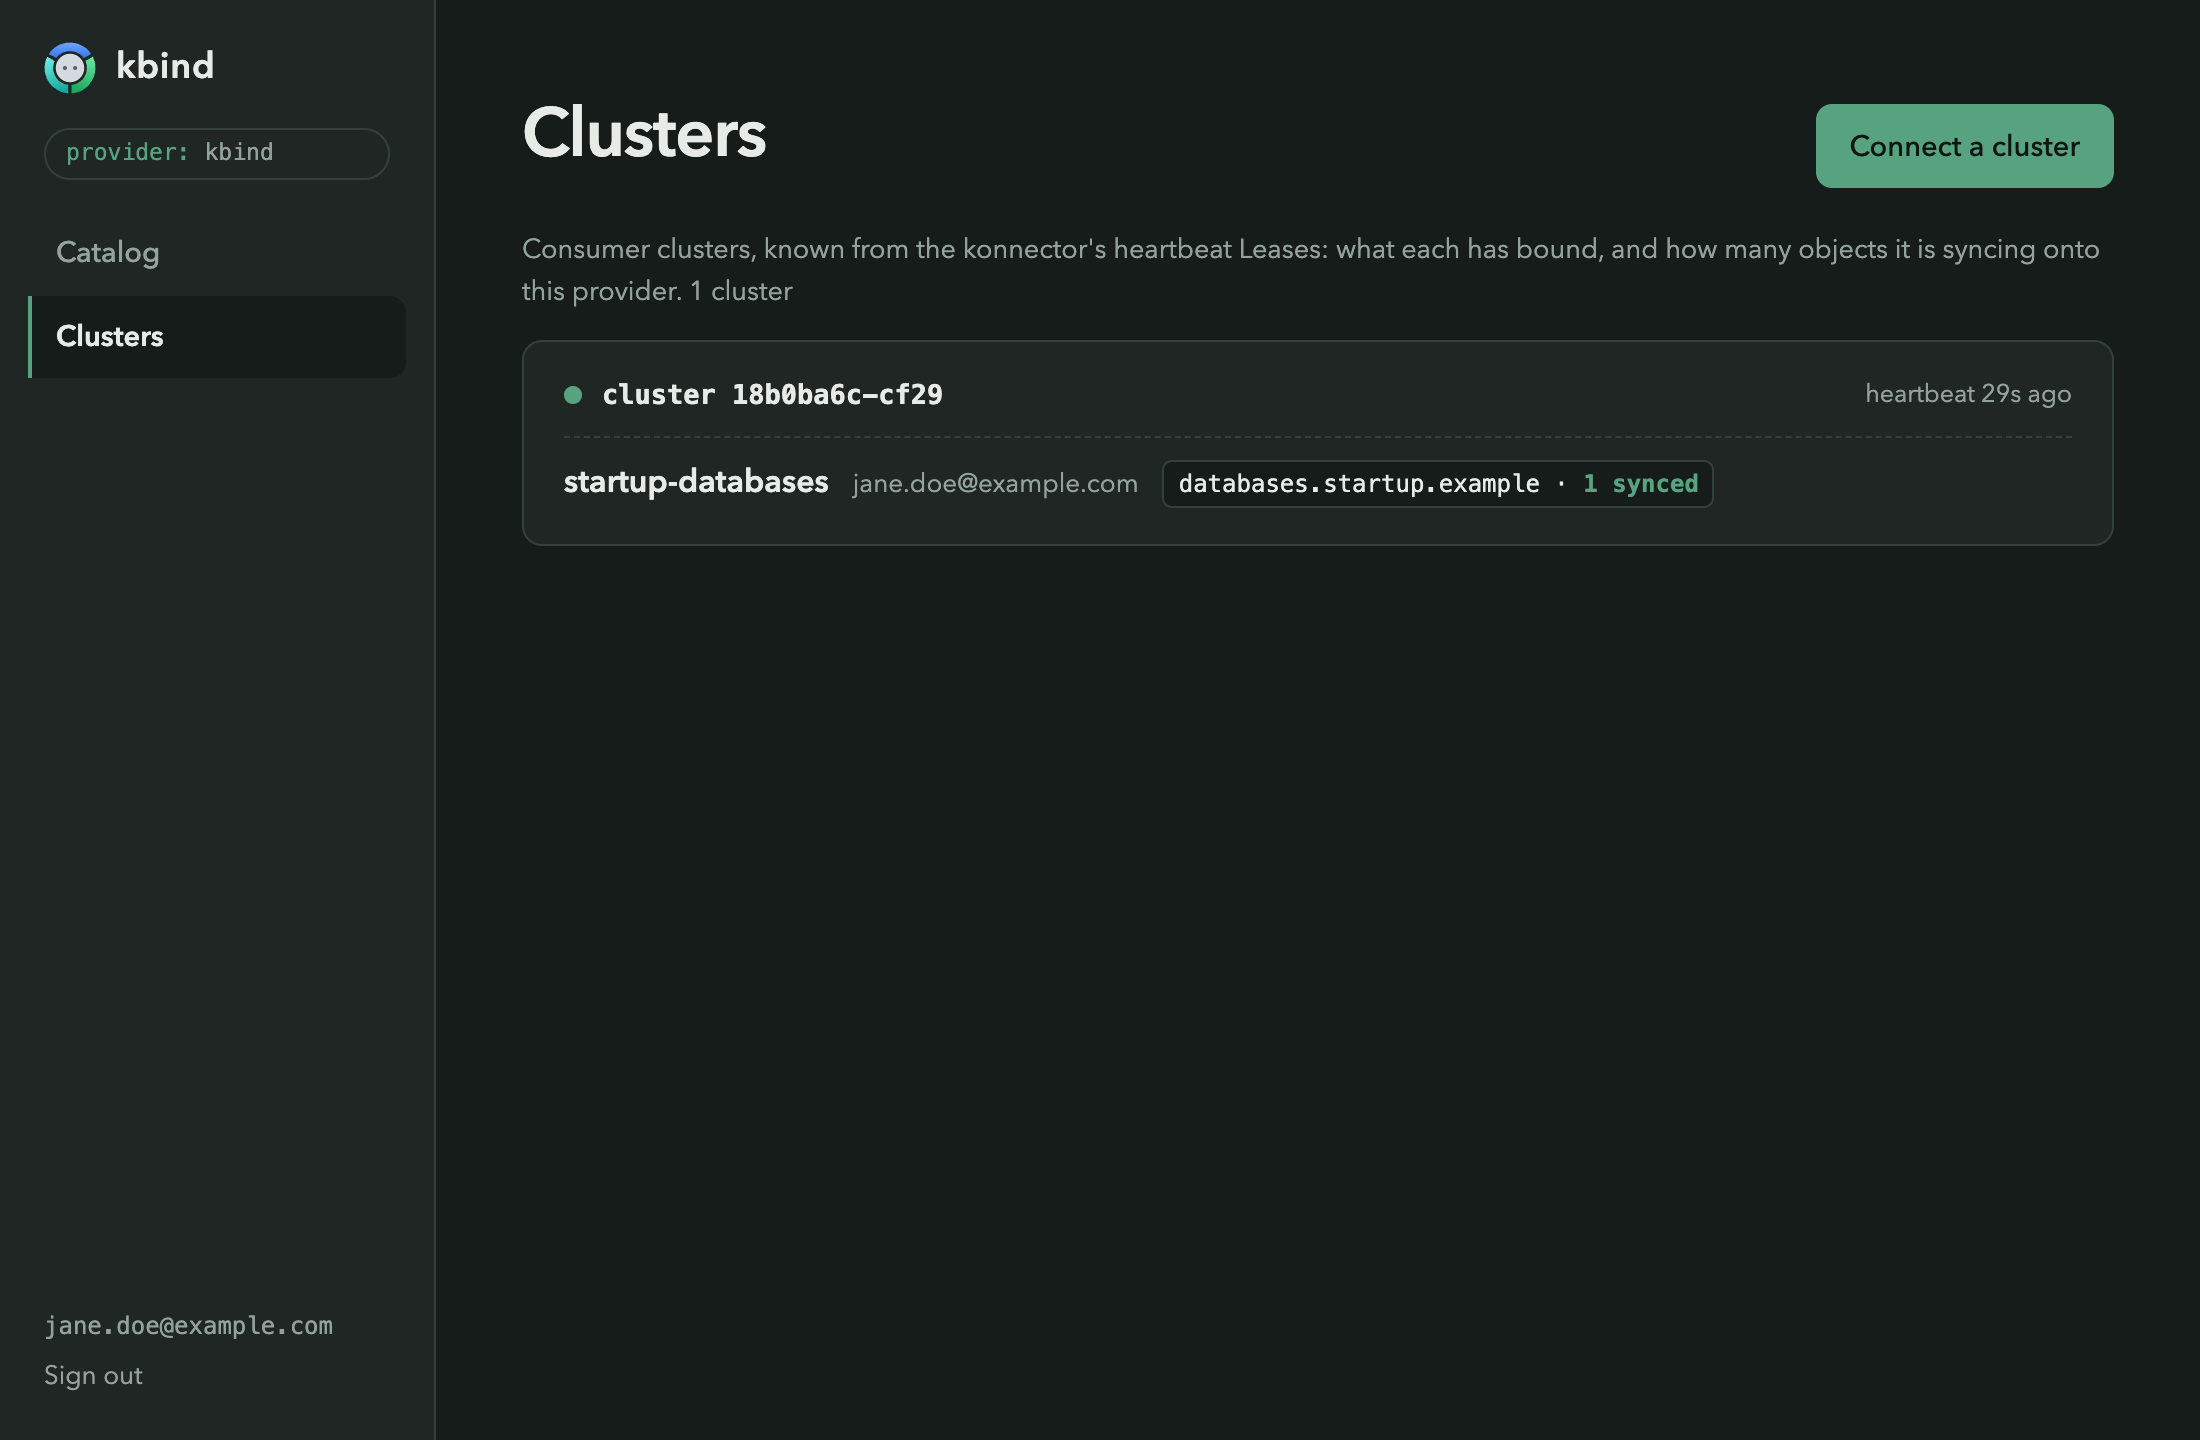 kbind
provider: kbind
Catalog
Clusters
jane.doe@example.com
Sign out
Clusters
Connect a cluster
Consumer clusters, known from the konnector's heartbeat Leases: what each has bound, and how many objects it is syncing onto
this provider. 1 cluster
cluster 18b0ba6c-cf29
heartbeat 29s ago
startup-databases jane.doe@example.com databases.startup.example · 1 synced